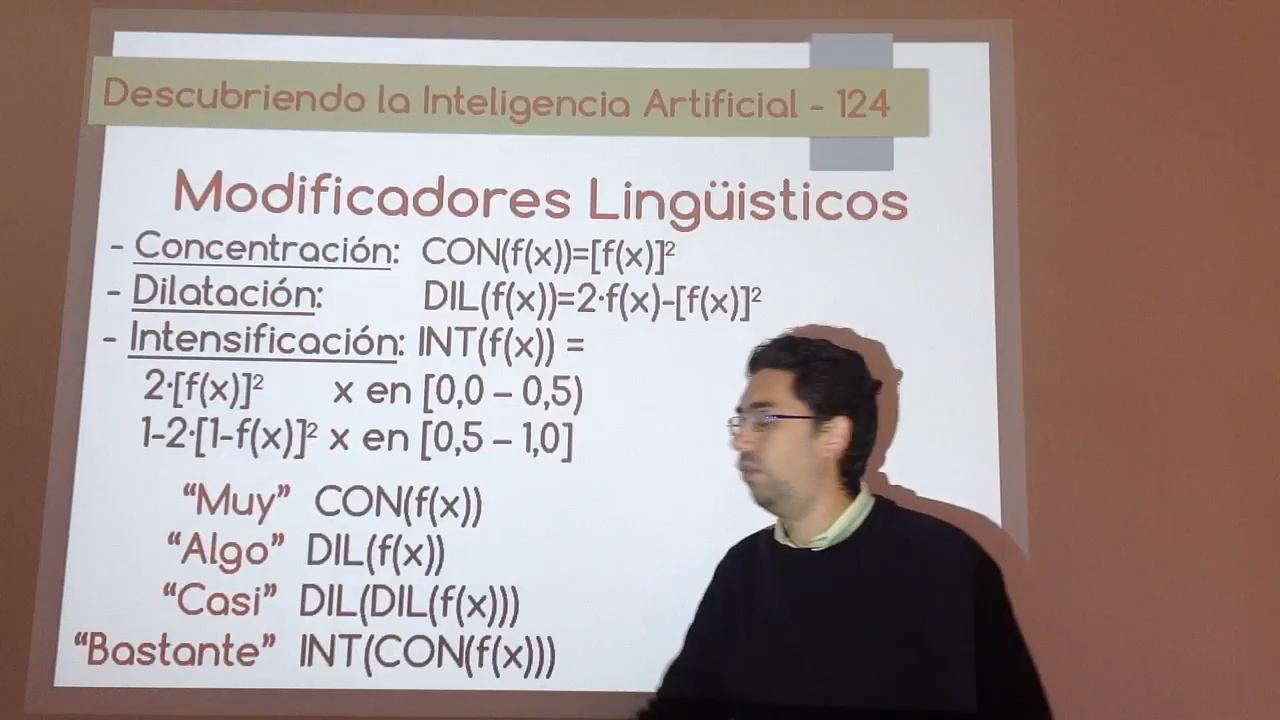 Descubriendo la Inteligencia Artificial - 124
Modificadores Lingüisticos
- Concentración: CON(f(x))=[f(x)]²
- Dilatación: DIL(f(x))=2·f(x)-[f(x)]²
- Intensificación: INT(f(x)) =
2·[f(x)]² x en [0,0 – 0,5)
1-2·[1-f(x)]² x en [0,5 – 1,0]
“Muy” CON(f(x))
“Algo” DIL(f(x))
“Casi” DIL(DIL(f(x)))
“Bastante” INT(CON(f(x)))